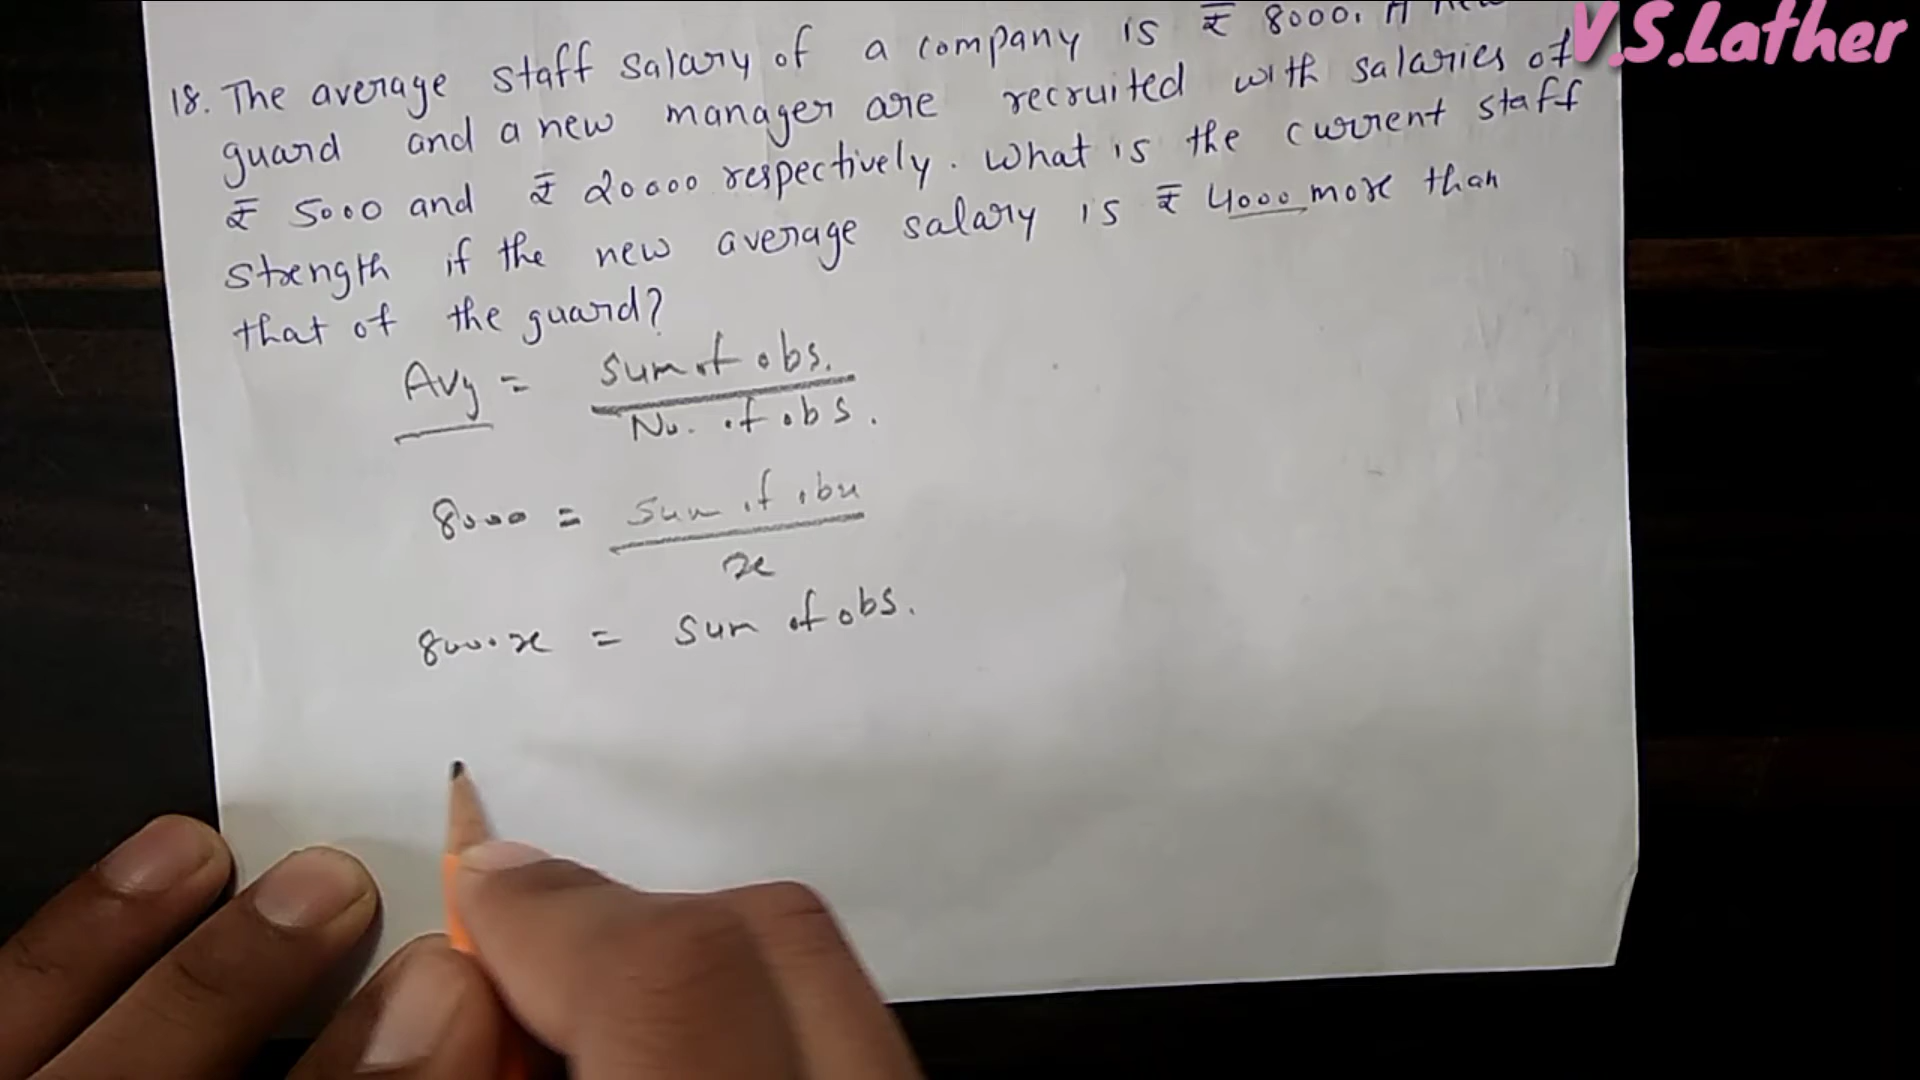 V.S.Lather
18. The average staff salary of a company is ₹ 8000. A new
guard and a new manager are recruited with salaries of
₹ 5000 and ₹ 20000 respectively. What is the current staff
strength if the new average salary is ₹ 4000 more than
that of the guard?
Avg = sum of obs.
No. of obs.
8000 = sum of
x
8000x = sum of obs.